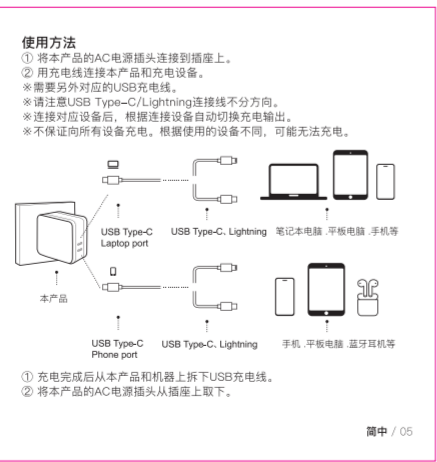 使用方法
① 将本产品的AC电源插头连接到插座上。
② 用充电线连接本产品和充电设备。
※需要另外对应的USB充电线。
※请注意USB Type-C/Lightning连接线不分方向。
※连接对应设备后，根据连接设备自动切换充电输出。
※不保证向所有设备充电。根据使用的设备不同，可能无法充电。
USB Type-C
Laptop port
USB Type-C、Lightning
笔记本电脑 .平板电脑 .手机等
本产品
USB Type-C
Phone port
USB Type-C、Lightning
手机 .平板电脑 .蓝牙耳机等
① 充电完成后从本产品和机器上拆下USB充电线。
② 将本产品的AC电源插头从插座上取下。
简中 / 05